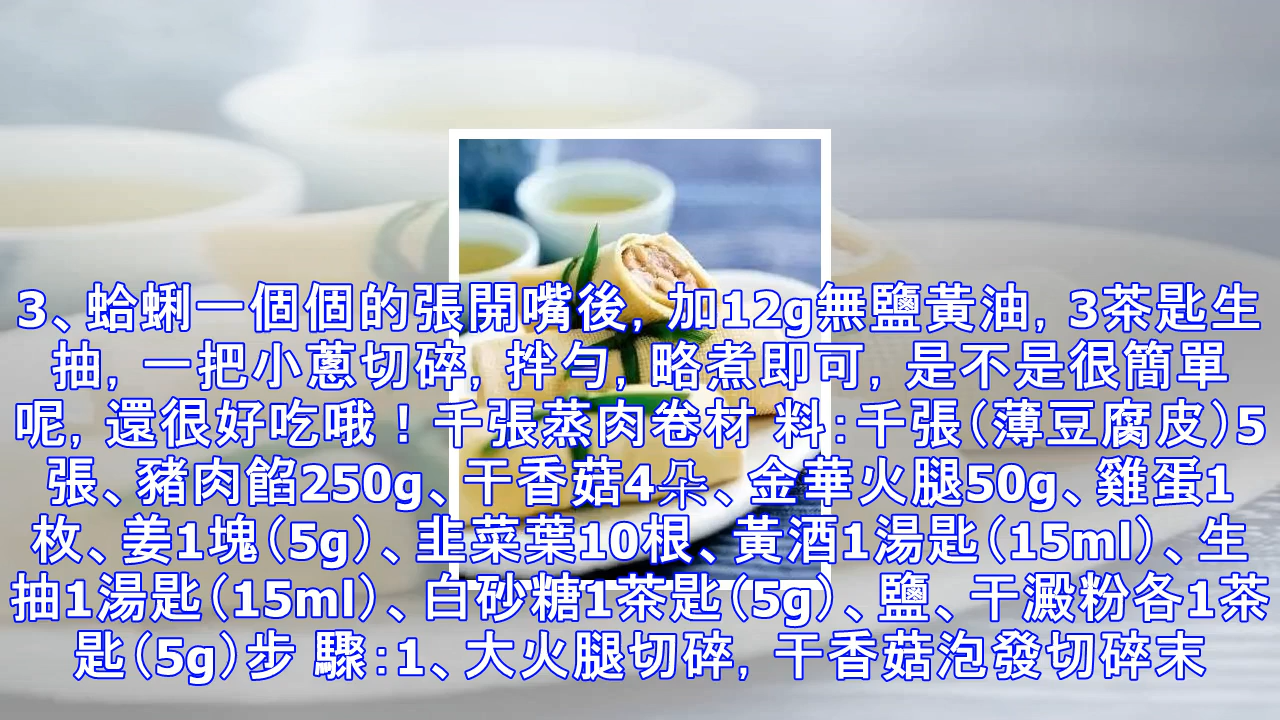 3、蛤蜊一個個的張開嘴後, 加12g無鹽黃油, 3茶匙生
抽, 一把小蔥切碎, 拌勻, 略煮即可, 是不是很簡單
呢, 還很好吃哦！千張蒸肉卷材 料:千張(薄豆腐皮)5
張、豬肉餡250g、干香菇4朵、金華火腿50g、雞蛋1
枚、姜1塊(5g)、韭菜葉10根、黃酒1湯匙(15ml)、生
抽1湯匙(15ml)、白砂糖1茶匙(5g)、鹽、干澱粉各1茶
匙(5g)步 驟:1、大火腿切碎, 干香菇泡發切碎末